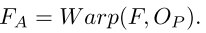 F_A = Warp(F, O_P).